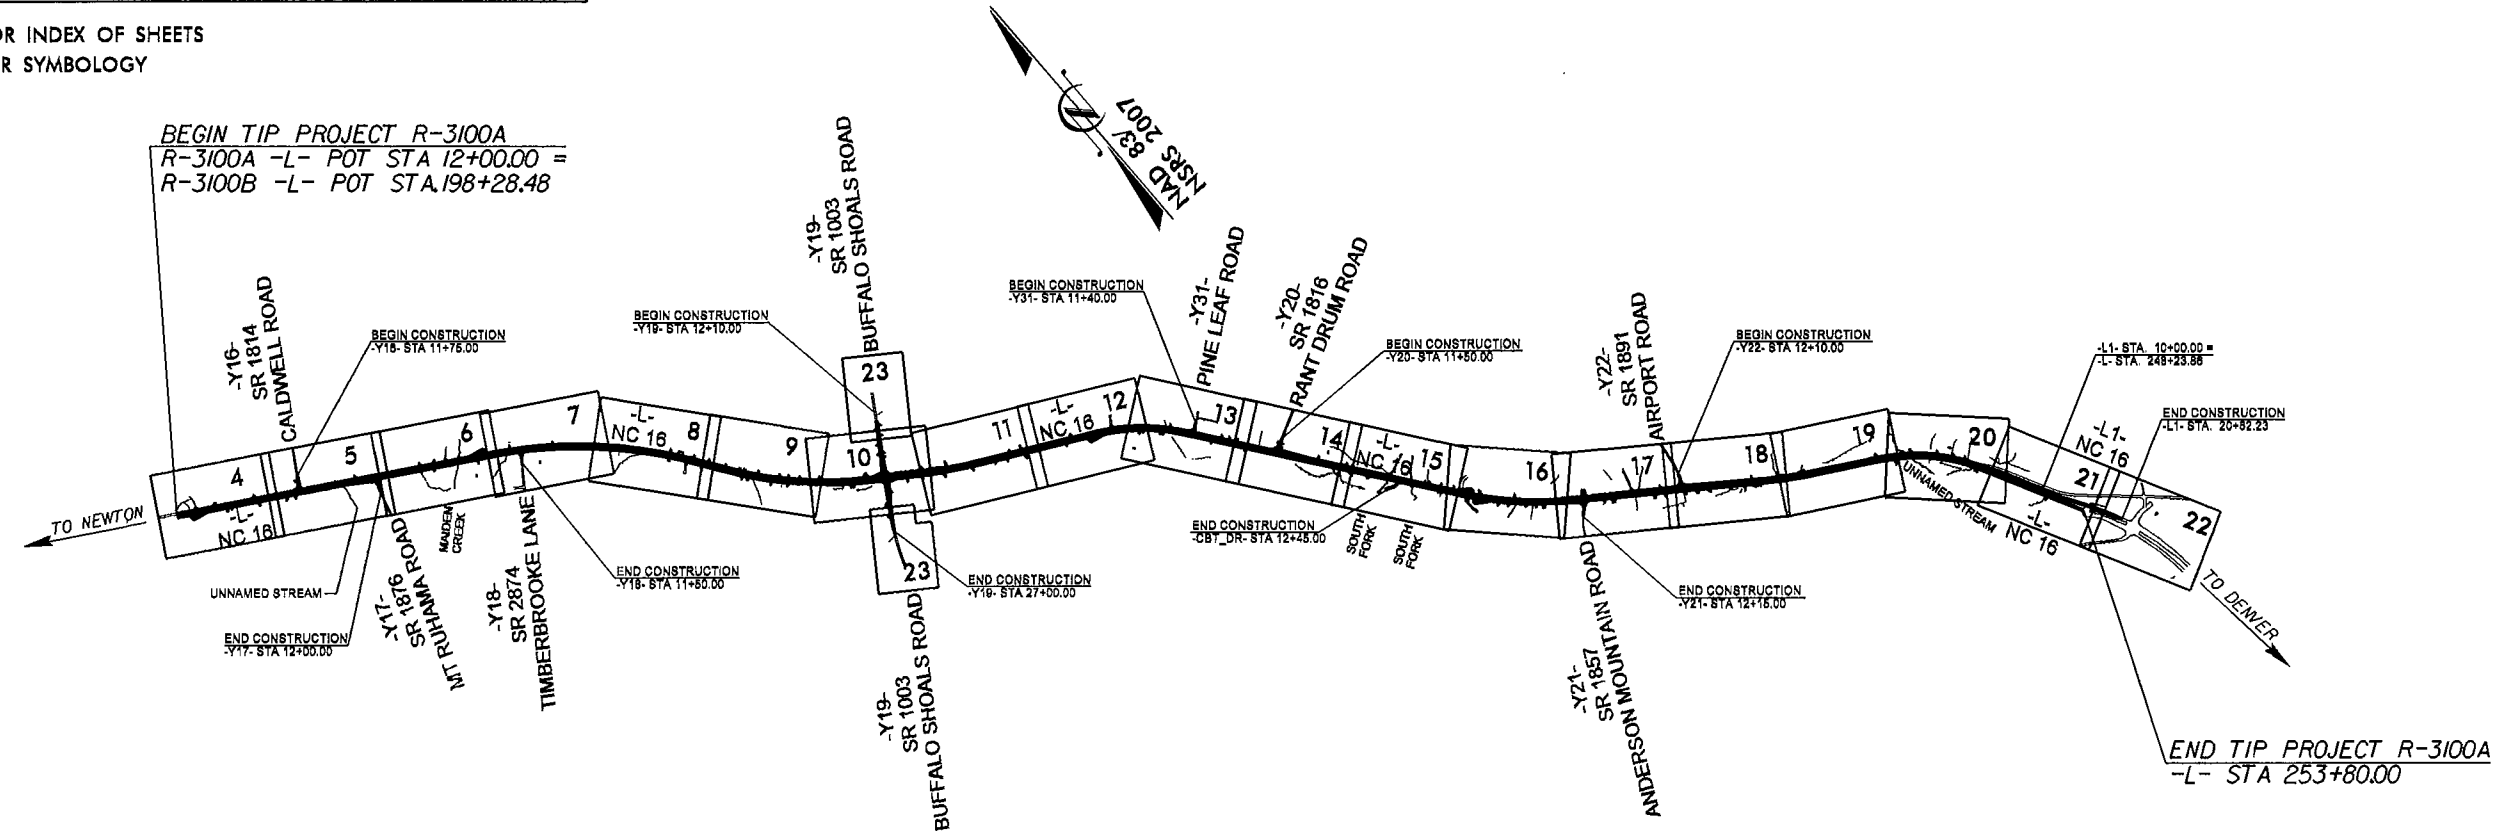 OR INDEX OF SHEETS
R SYMBOLOGY
BEGIN TIP PROJECT R-3100A
R-3100A -L- POT STA 12+00.00 =
R-3100B -L- POT STA.198+28.48
NAD 83/
NSRS 2007
TO NEWTON
-Y16-
SR 1814
CALDWELL ROAD
BEGIN CONSTRUCTION
-Y16- STA 11+75.00
BEGIN CONSTRUCTION
-Y19- STA 12+10.00
-Y19-
SR 1003
BUFFALO SHOALS ROAD
BEGIN CONSTRUCTION
-Y31- STA 11+40.00
-Y31-
PINE LEAF ROAD
-Y20-
SR 1816
RANT DRUM ROAD
BEGIN CONSTRUCTION
-Y20- STA 11+50.00
-Y22-
SR 1891
AIRPORT ROAD
BEGIN CONSTRUCTION
-Y22- STA 12+10.00
-L1- STA. 10+00.00 =
-L- STA. 248+23.86
END CONSTRUCTION
-L1- STA. 20+82.23
4
-L-
NC 16
5
6
7
-L-
NC 16
8
9
10
23
23
11
-L-
NC 16
12
13
14
-L-
NC 16
15
16
17
18
19
20
-L1-
NC 16
21
-L-
NC 16
22
UNNAMED STREAM
UNNAMED STREAM
END CONSTRUCTION
-Y17- STA 12+00.00
-Y17-
SR 1876
MT RUHAMA ROAD
MAIDEN
CREEK
-Y18-
SR 2874
TIMBERBROOKE LANE
END CONSTRUCTION
-Y18- STA 11+50.00
-Y19-
SR 1003
BUFFALO SHOALS ROAD
END CONSTRUCTION
-Y19- STA 27+00.00
END CONSTRUCTION
-CBT_DR- STA 12+45.00
SOUTH
FORK
SOUTH
FORK
-Y21-
SR 1857
ANDERSON MOUNTAIN ROAD
END CONSTRUCTION
-Y21- STA 12+15.00
TO DENVER
END TIP PROJECT R-3100A
-L- STA 253+80.00